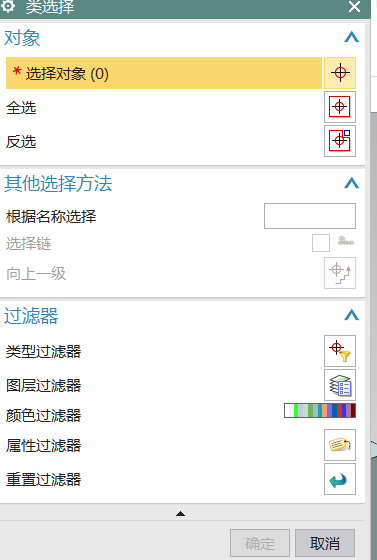 类选择
对象
* 选择对象 (0)
全选
反选
其他选择方法
根据名称选择
选择链
向上一级
过滤器
类型过滤器
图层过滤器
颜色过滤器
属性过滤器
重置过滤器
确定 取消